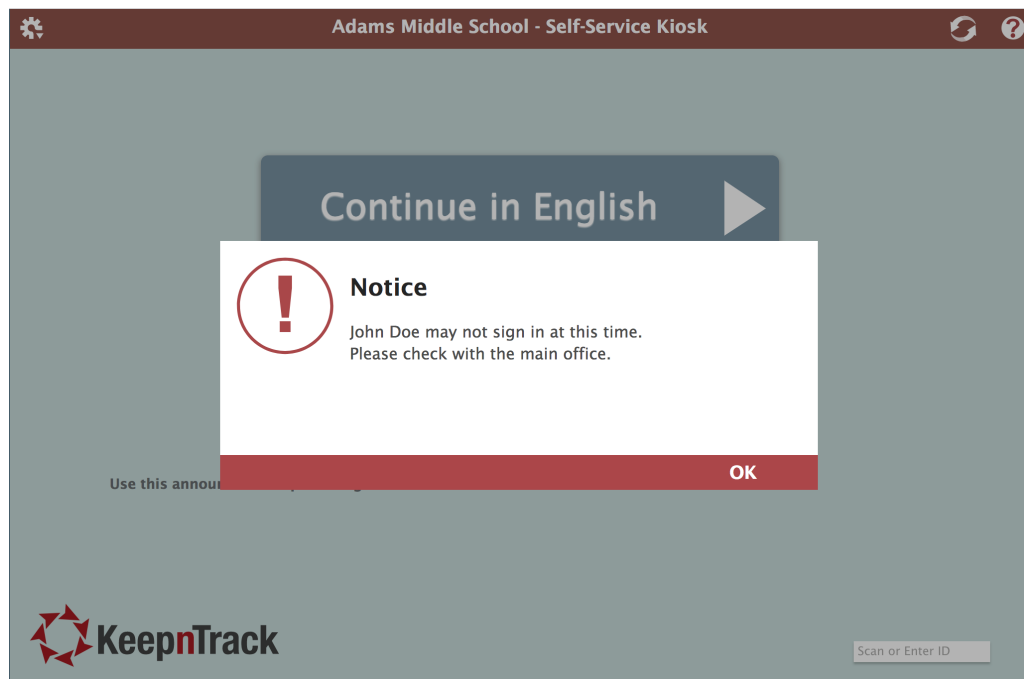 Adams Middle School - Self-Service Kiosk
?
Continue in English
!
Notice
John Doe may not sign in at this time.
Please check with the main office.
OK
Use this
KeepnTrack
Scan or Enter ID